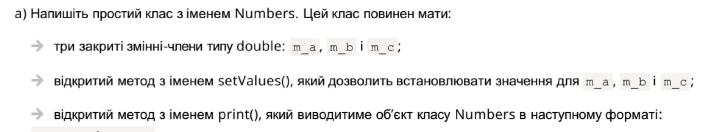 a) Напишіть простий клас з іменем Numbers. Цей клас повинен мати:
→ три закриті змінні-члени типу double: m_a, m_b і m_c;
→ відкритий метод з іменем setValues(), який дозволить встановлювати значення для m_a, m_b і m_c;
→ відкритий метод з іменем print(), який виводитиме об’єкт класу Numbers в наступному форматі: